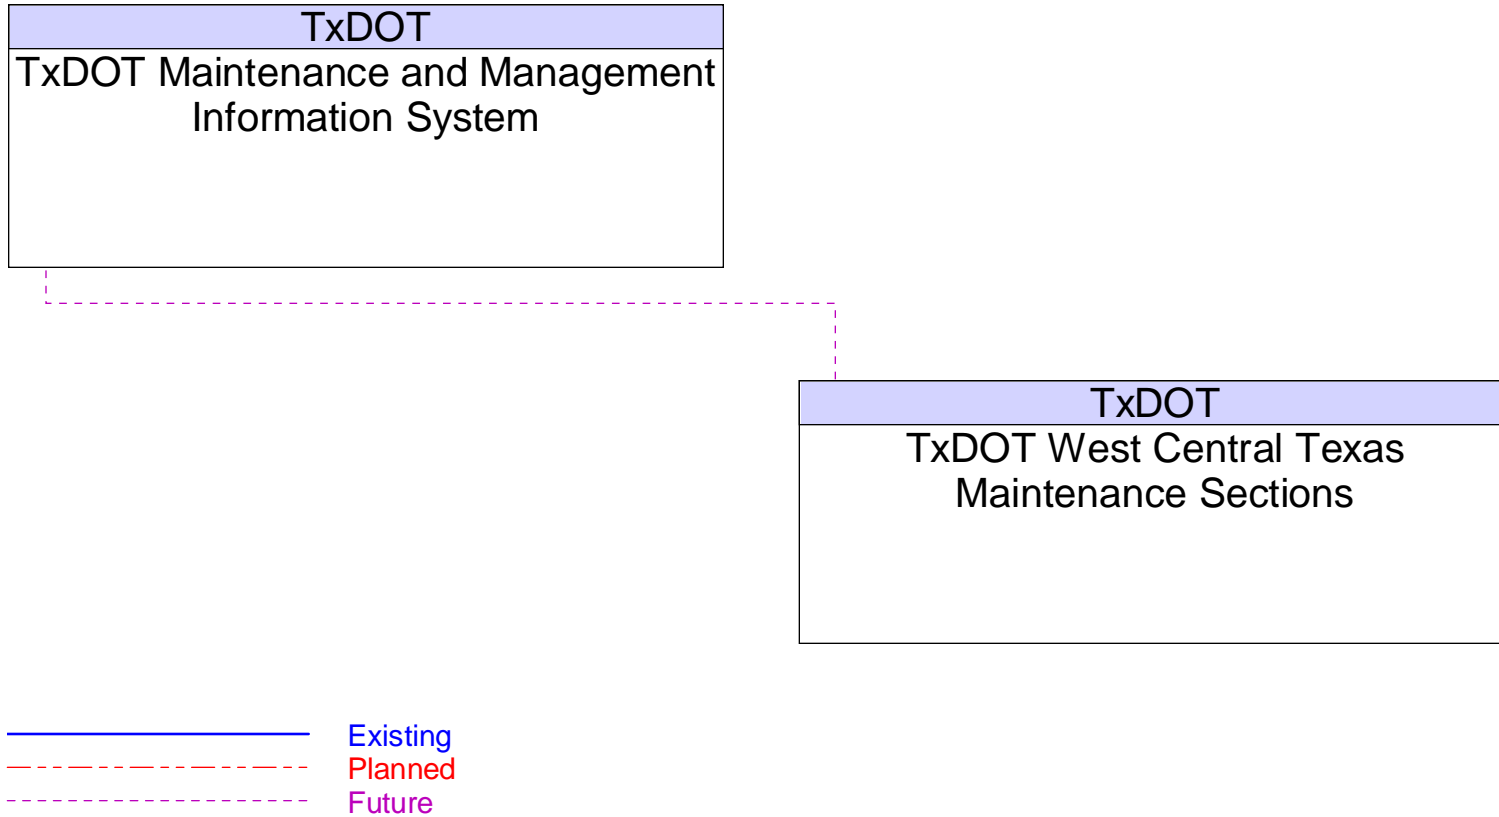 TxDOT
TxDOT Maintenance and Management
Information System
TxDOT
TxDOT West Central Texas
Maintenance Sections
Existing
Planned
Future